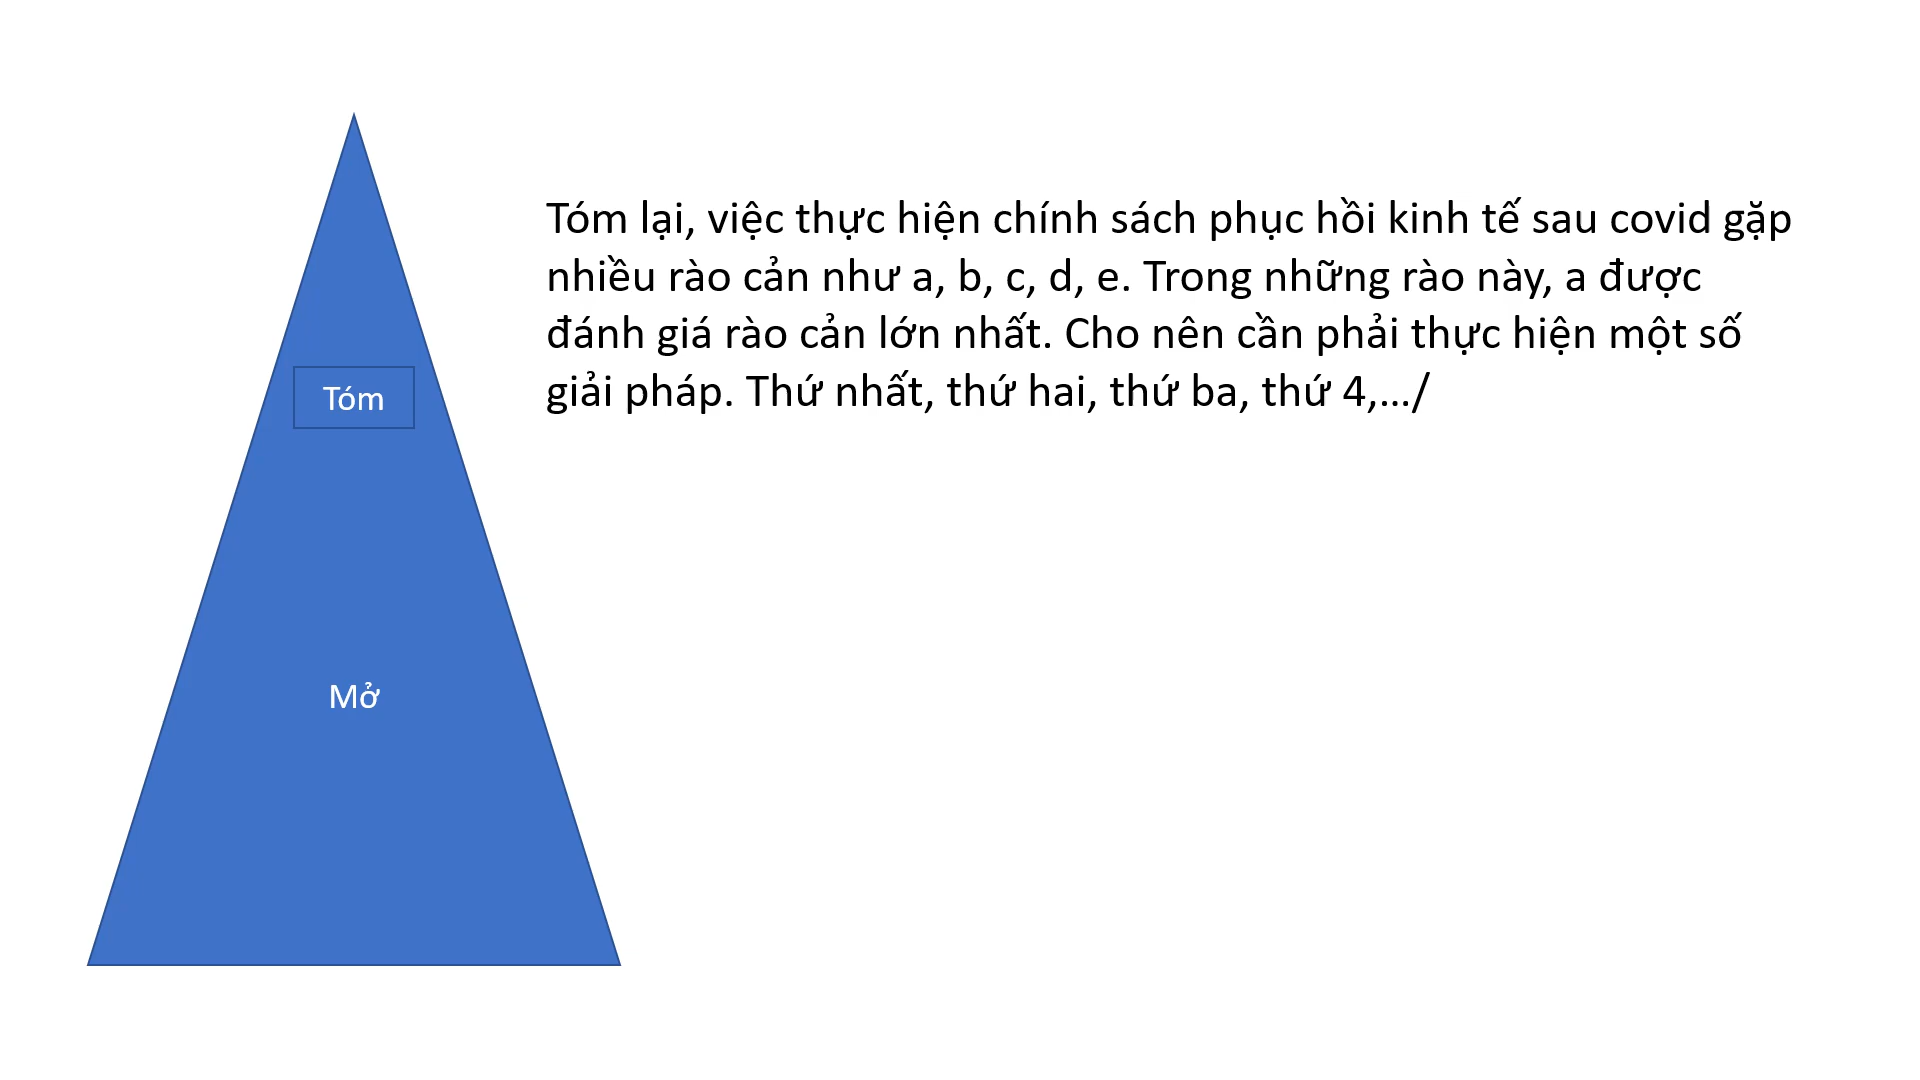 Tóm lại, việc thực hiện chính sách phục hồi kinh tế sau covid gặp
nhiều rào cản như a, b, c, d, e. Trong những rào này, a được
đánh giá rào cản lớn nhất. Cho nên cần phải thực hiện một số
giải pháp. Thứ nhất, thứ hai, thứ ba, thứ 4,…/
Tóm
Mở